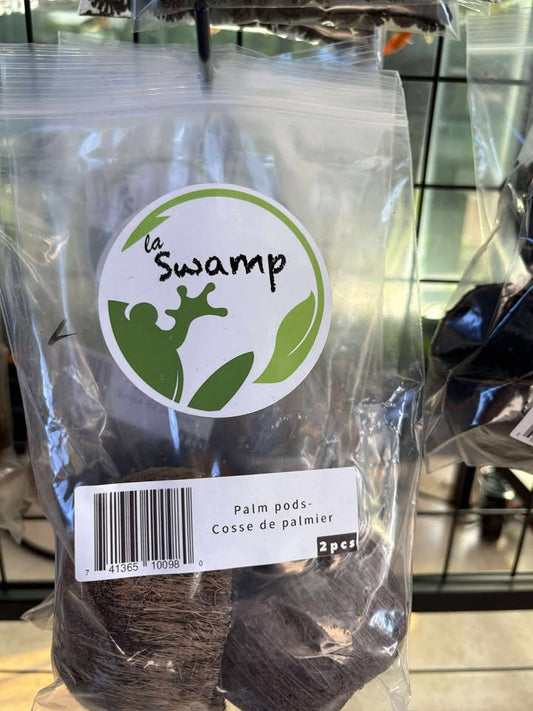 la
Swamp
Palm pods-
Cosse de palmier
2pcs
7 41365 10098 0